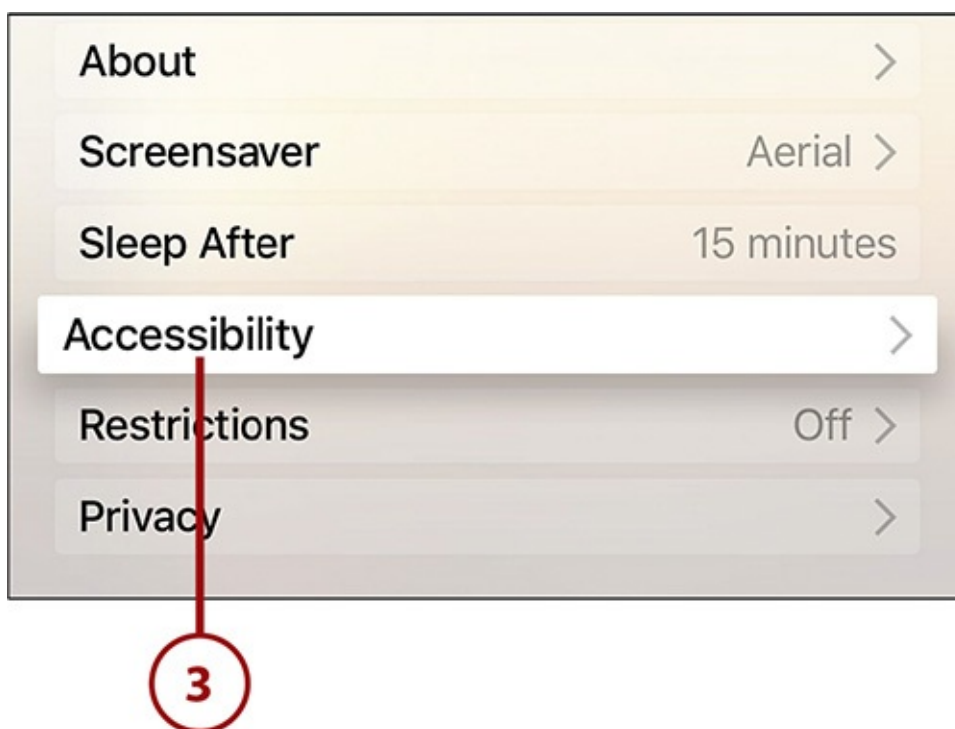 About
Screensaver Aerial
Sleep After 15 minutes
Accessibility
Restrictions Off
Privacy
3